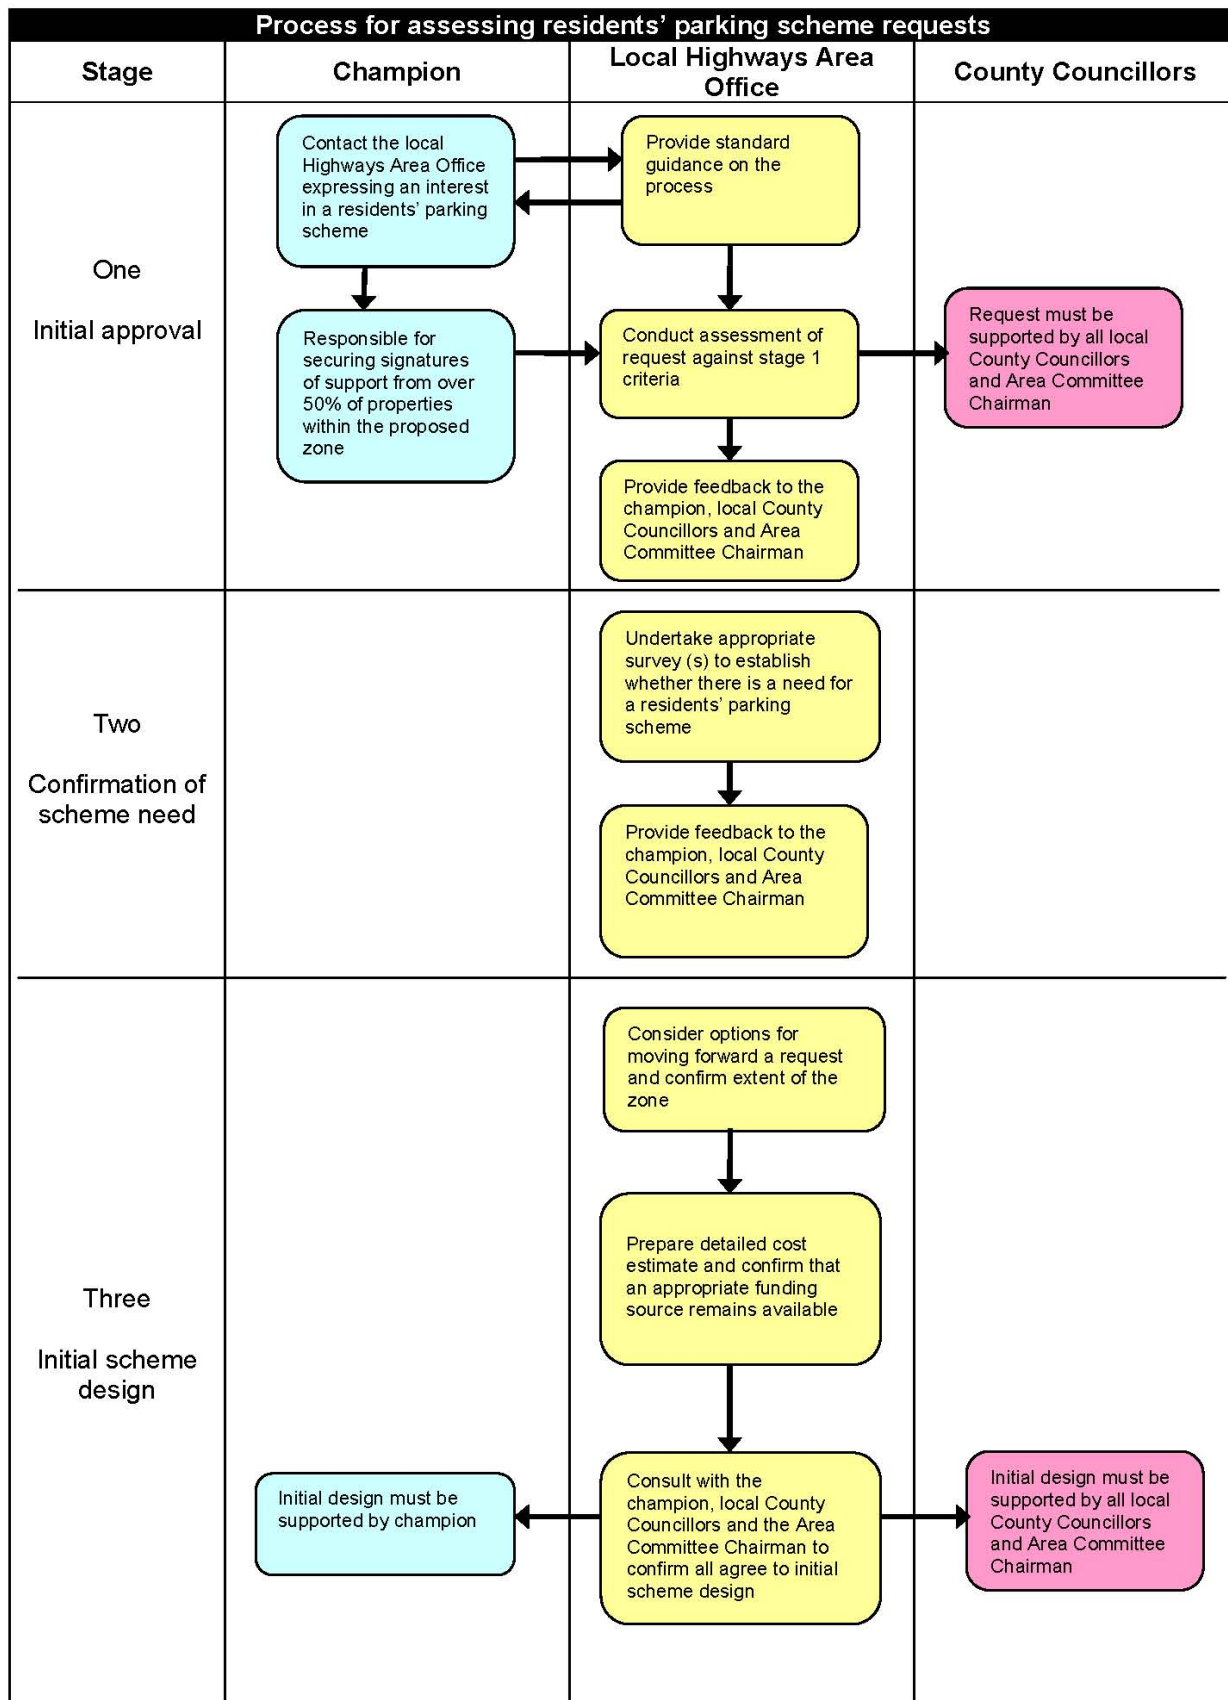 Process for assessing residents’ parking scheme requests
Stage
Champion
Local Highways Area
Office
County Councillors
One
Initial approval
Contact the local
Highways Area Office
expressing an interest
in a residents’ parking
scheme
Provide standard
guidance on the
process
Responsible for
securing signatures
of support from over
50% of properties
within the proposed
zone
Conduct assessment of
request against stage 1
criteria
Request must be
supported by all local
County Councillors
and Area Committee
Chairman
Provide feedback to the
champion, local County
Councillors and Area
Committee Chairman
Two
Confirmation of
scheme need
Undertake appropriate
survey (s) to establish
whether there is a need for
a residents’ parking
scheme
Provide feedback to the
champion, local County
Councillors and Area
Committee Chairman
Three
Initial scheme
design
Consider options for
moving forward a request
and confirm extent of the
zone
Prepare detailed cost
estimate and confirm that
an appropriate funding
source remains available
Initial design must be
supported by champion
Consult with the
champion, local County
Councillors and the Area
Committee Chairman to
confirm all agree to initial
scheme design
Initial design must be
supported by all local
County Councillors
and Area Committee
Chairman